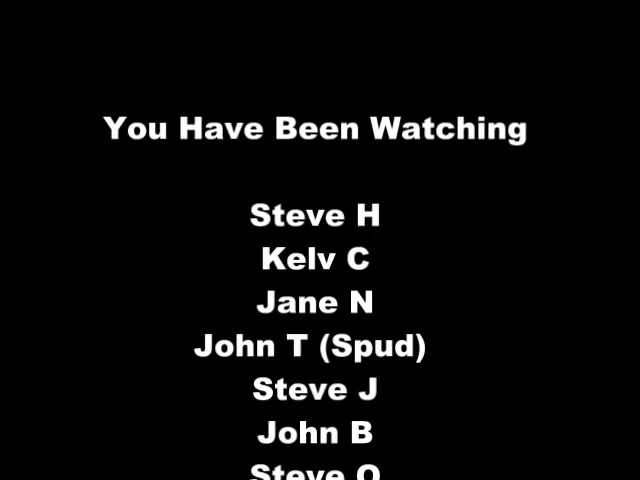 You Have Been Watching
Steve H
Kelv C
Jane N
John T (Spud)
Steve J
John B
Steve